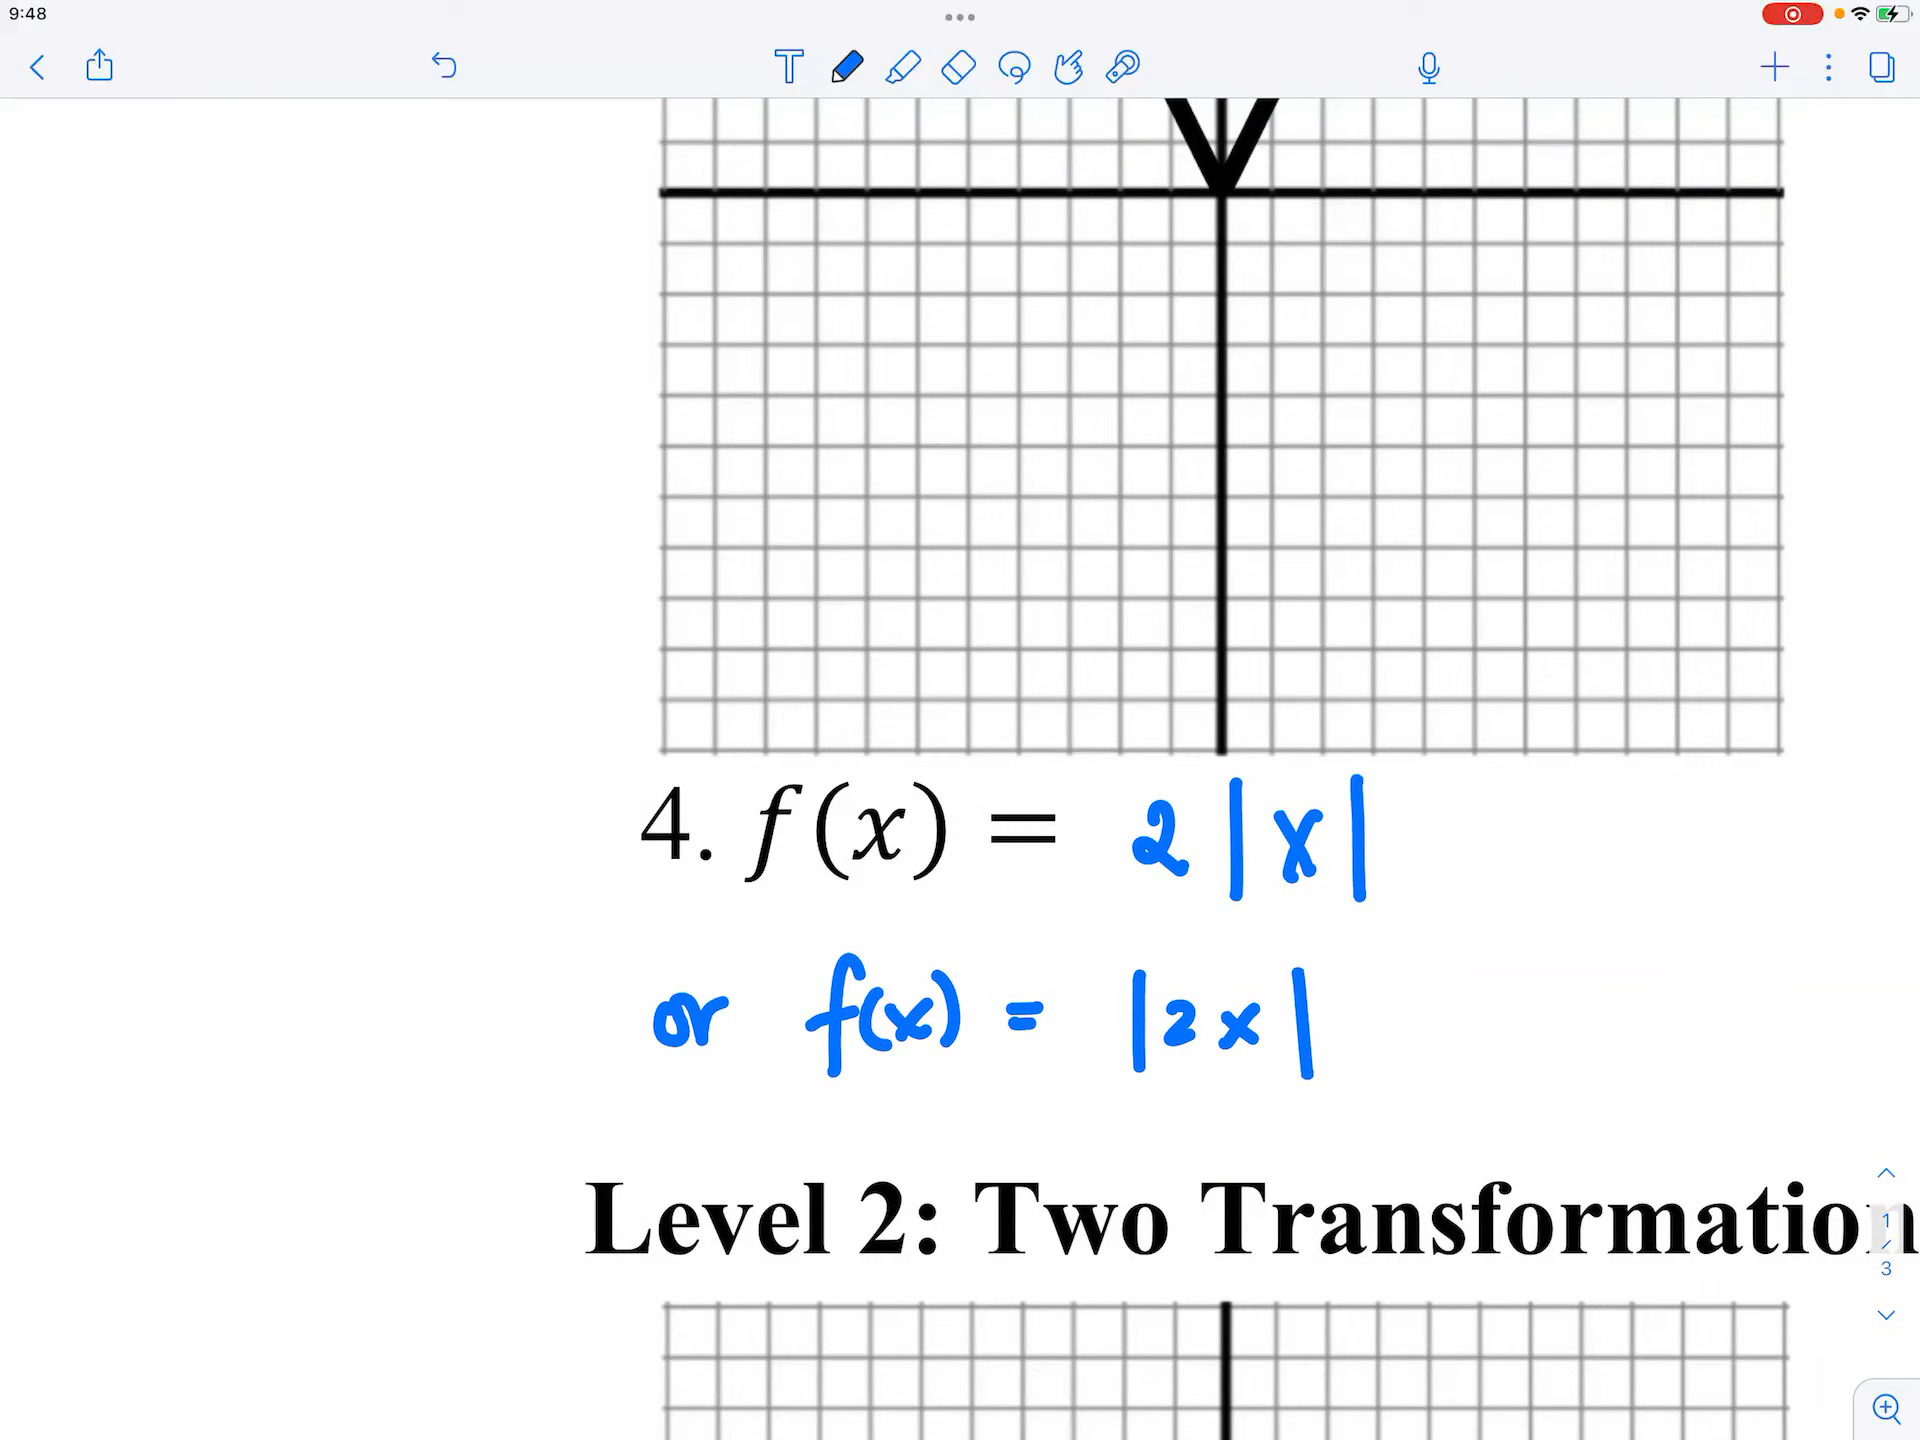 9:48
4. f(x) = 2|x|
or f(x) = |2x|
Level 2: Two Transformation
1
/
3